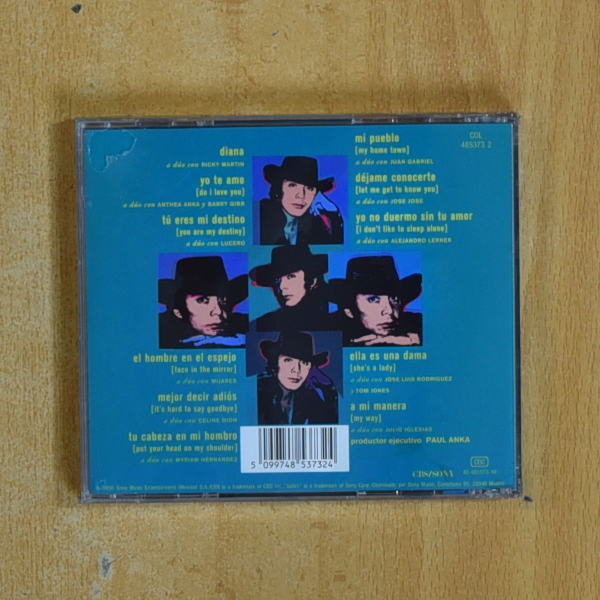 diana
a dúo con RICKY MARTIN
yo te amo
[do i love you]
a dúo con ANTHEA ANKA y BARRY GIBB
tú eres mi destino
[you are my destiny]
a dúo con LUCERO
el hombre en el espejo
[face in the mirror]
a dúo con MIJARES
mejor decir adiós
[it's hard to say goodbye]
a dúo con CELINE DION
tu cabeza en mi hombro
[put your head on my shoulder]
a dúo con MYRIAM HERNANDEZ
COL
485373 2
mi pueblo
[my home town]
a dúo con JUAN GABRIEL
déjame conocerte
[let me get to know you]
a dúo con JOSE JOSE
yo no duermo sin tu amor
[i don't like to sleep alone]
a dúo con ALEJANDRO LERNER
ella es una dama
[she's a lady]
a dúo con JOSE LUIS RODRIGUEZ
y TOM JONES
a mi manera
[my way]
a dúo con JULIO IGLESIAS
productor ejecutivo PAUL ANKA
5 099748 537324
CBS/SONY